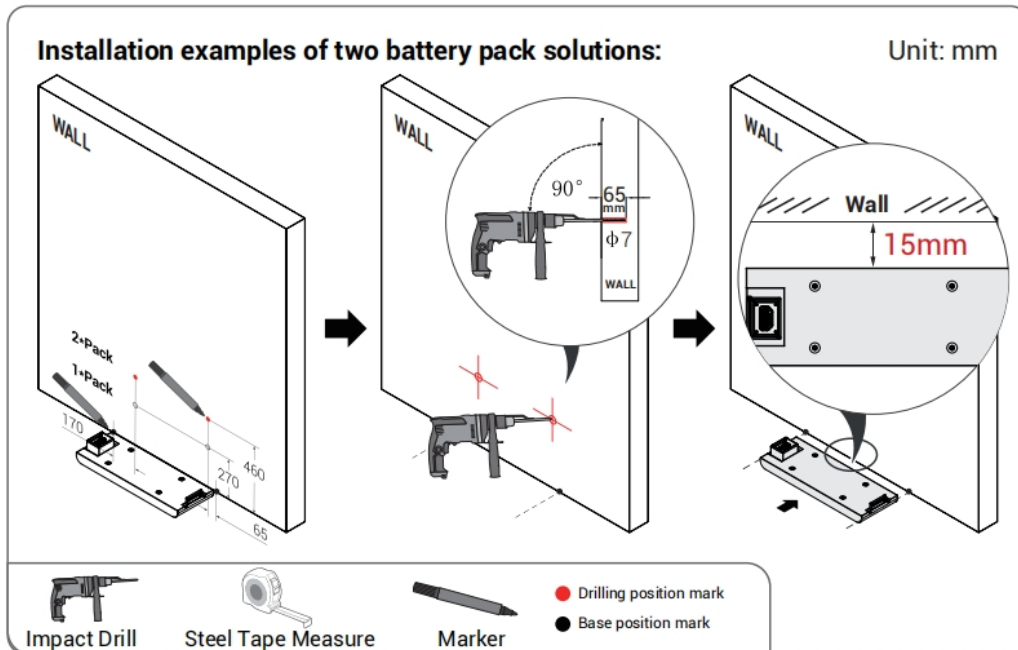 Installation examples of two battery pack solutions:
Unit: mm
WALL
2*Pack
1*Pack
170
460
270
65
WALL
90°
65
mm
ф7
WALL
WALL
Wall
15mm
Impact Drill
Steel Tape Measure
Marker
Drilling position mark
Base position mark